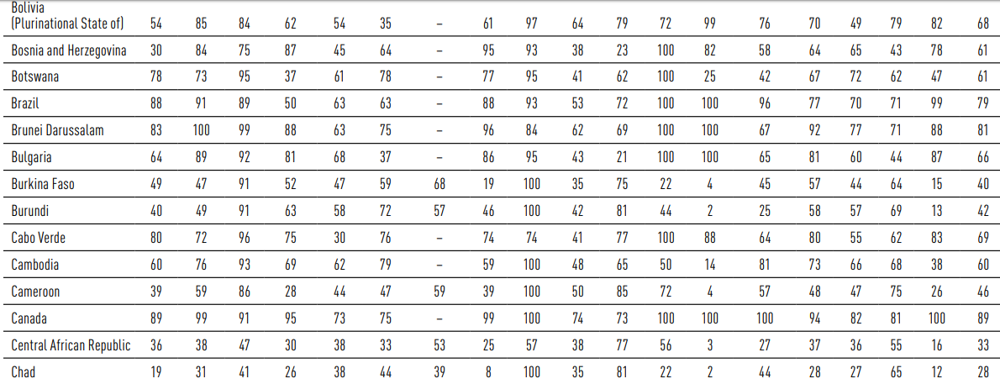 Bolivia
(Plurinational State of) 54 85 84 62 54 35 – 61 97 64 79 72 99 76 70 49 79 82 68
Bosnia and Herzegovina 30 84 75 87 45 64 – 95 93 38 23 100 82 58 64 65 43 78 61
Botswana 78 73 95 37 61 78 – 77 95 41 62 100 25 42 67 72 62 47 61
Brazil 88 91 89 50 63 63 – 88 93 53 72 100 100 96 77 70 71 99 79
Brunei Darussalam 83 100 99 88 63 75 – 96 84 62 69 100 100 67 92 77 71 88 81
Bulgaria 64 89 92 81 68 37 – 86 95 43 21 100 100 65 81 60 44 87 66
Burkina Faso 49 47 91 52 47 59 68 19 100 35 75 22 4 45 57 44 64 15 40
Burundi 40 49 91 63 58 72 57 46 100 42 81 44 2 25 58 57 69 13 42
Cabo Verde 80 72 96 75 30 76 – 74 74 41 77 100 88 64 80 55 62 83 69
Cambodia 60 76 93 69 62 79 – 59 100 48 65 50 14 81 73 66 68 38 60
Cameroon 39 59 86 28 44 47 59 39 100 50 85 72 4 57 48 47 75 26 46
Canada 89 99 91 95 73 75 – 99 100 74 73 100 100 100 94 82 81 100 89
Central African Republic 36 38 47 30 38 33 53 25 57 38 77 56 3 27 37 36 55 16 33
Chad 19 31 41 26 38 44 39 8 100 35 81 22 2 44 28 27 65 12 28